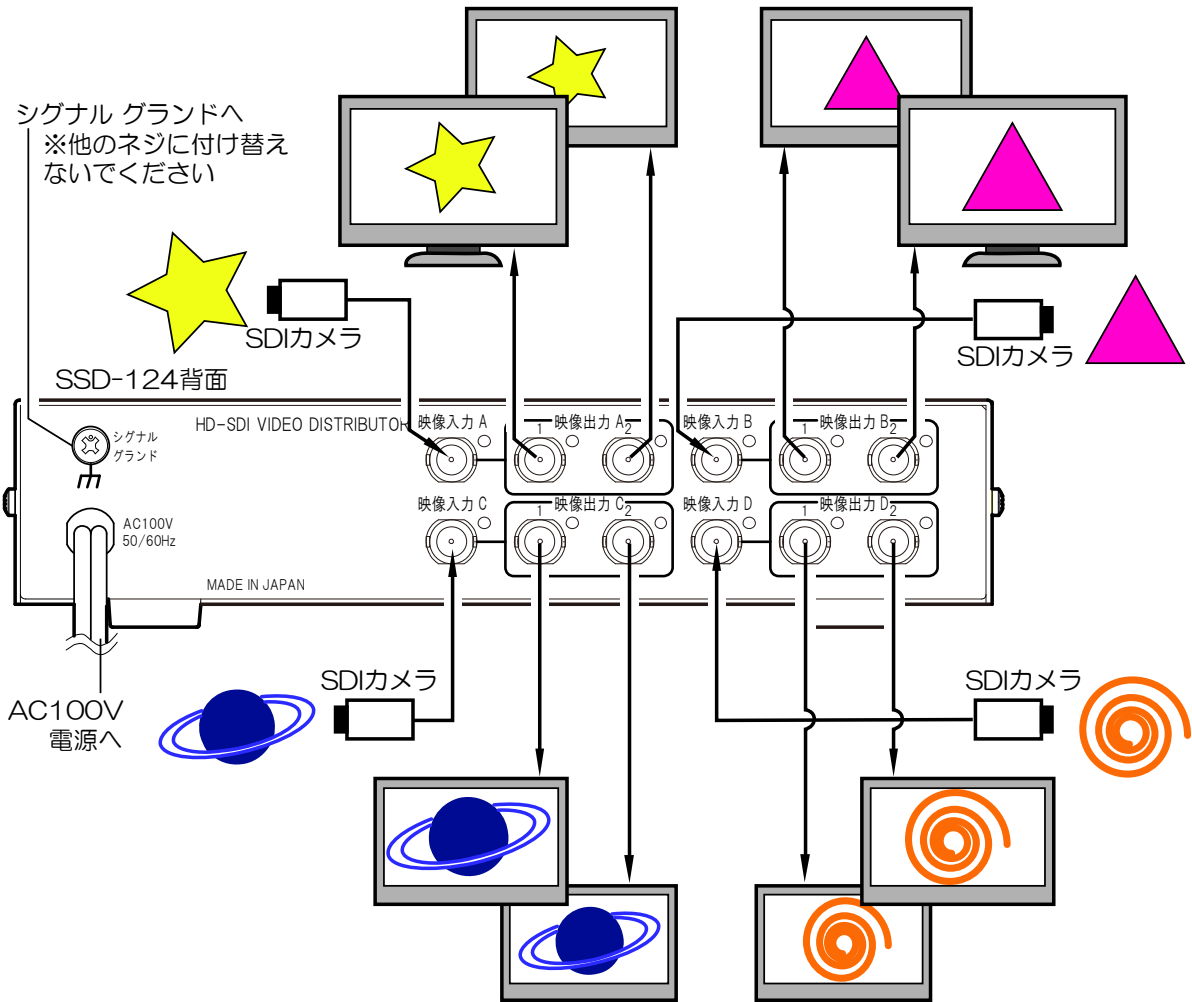 シグナル グランドへ
※他のネジに付け替え
ないでください
SDIカメラ
SDIカメラ
SSD-124背面
HD-SDI VIDEO DISTRIBUTOR
映像入力 A
1 映像出力 A 2
映像入力 B
1 映像出力 B 2
シグナル
グランド
映像入力 C
1 映像出力 C 2
映像入力 D
1 映像出力 D 2
AC100V
50/60Hz
MADE IN JAPAN
SDIカメラ
SDIカメラ
AC100V
電源へ